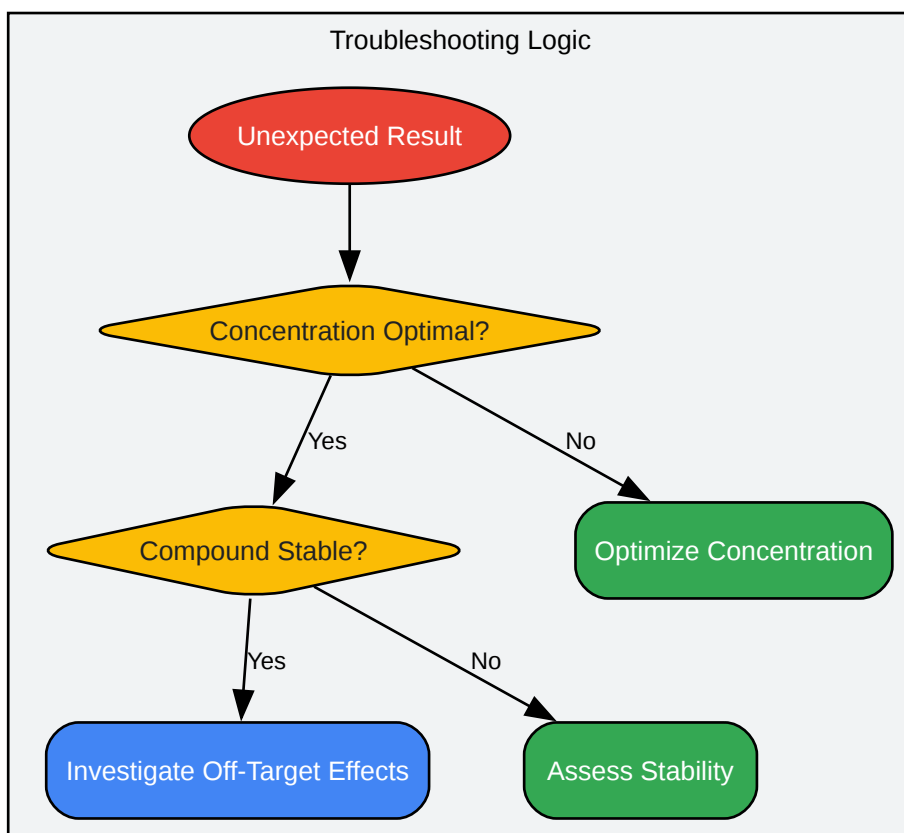 Troubleshooting Logic
Unexpected Result
Concentration Optimal?
Yes
No
Optimize Concentration
Compound Stable?
Yes
No
Investigate Off-Target Effects
Assess Stability